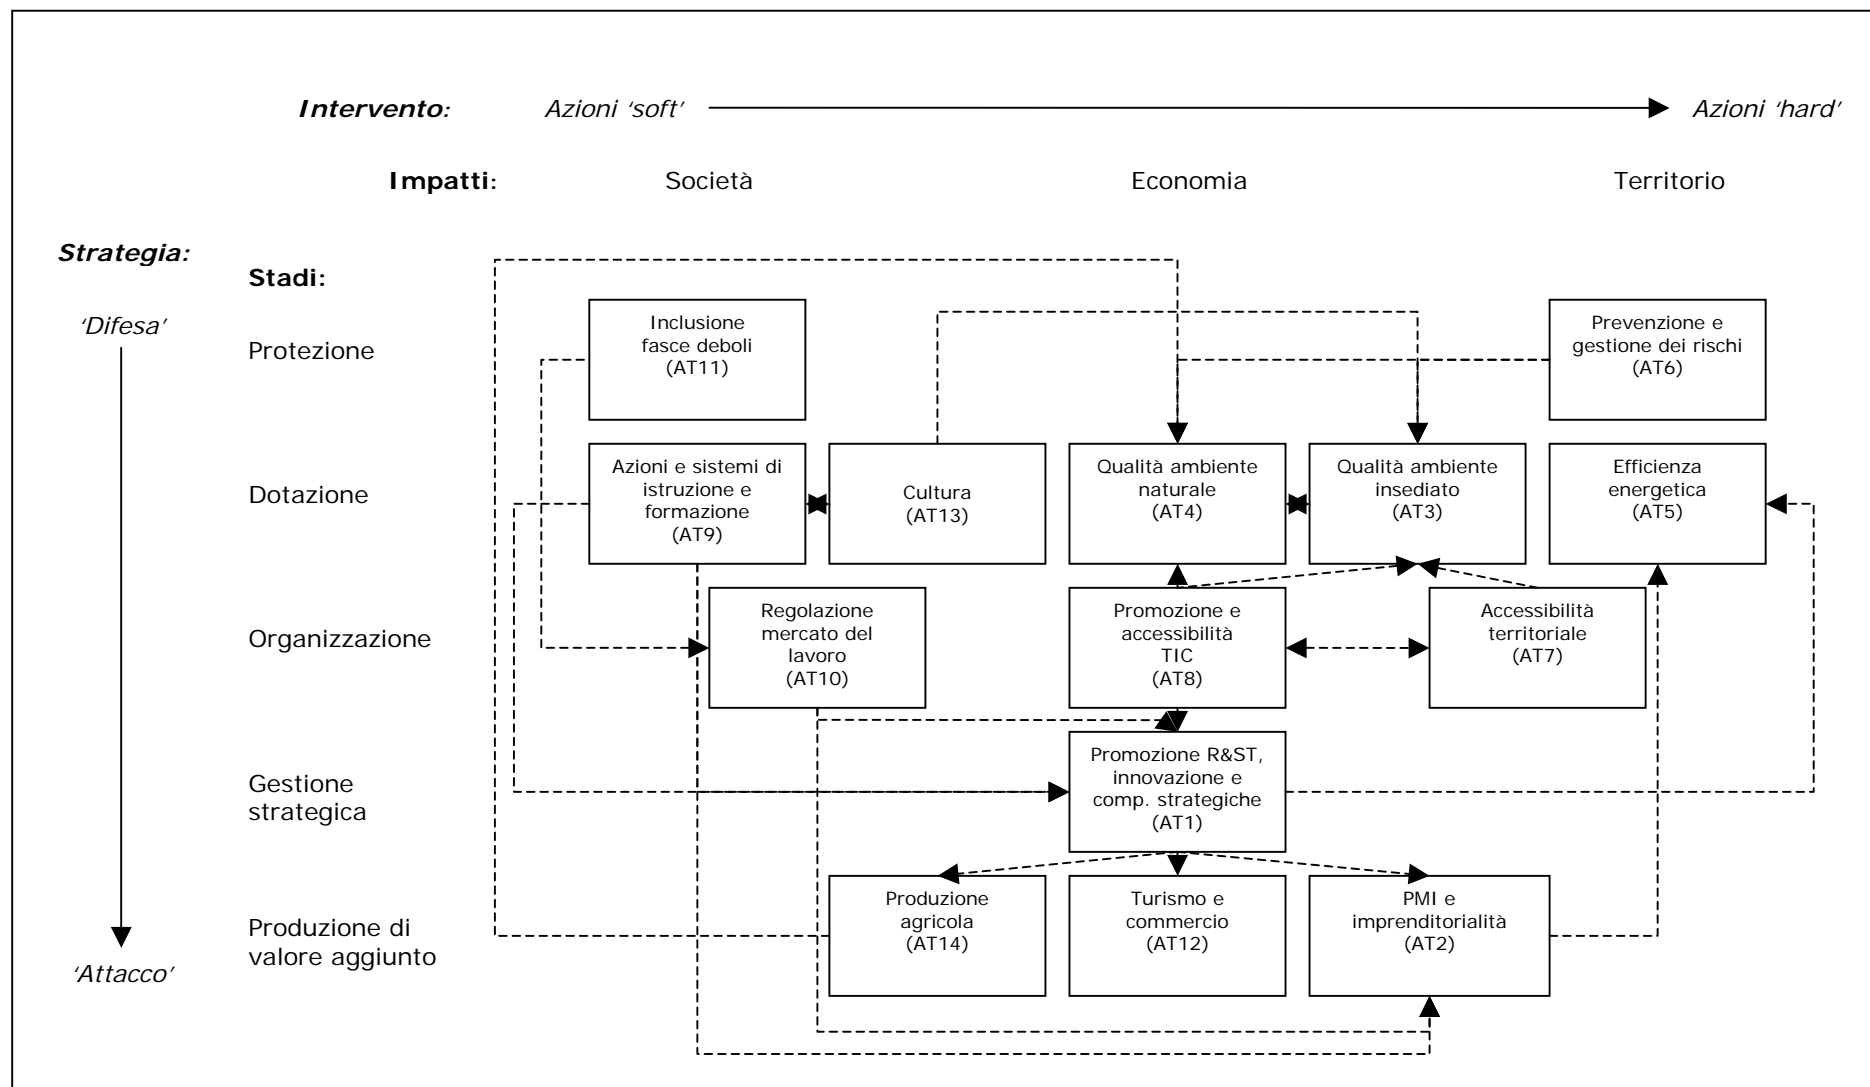 Intervento: Azioni ‘soft’ Azioni ‘hard’
Impatti: Società Economia Territorio
Strategia:
Stadi:
‘Difesa’
Protezione
Inclusione
fasce deboli
(AT11)
Prevenzione e
gestione dei rischi
(AT6)
Dotazione
Azioni e sistemi di
istruzione e
formazione
(AT9)
Cultura
(AT13)
Qualità ambiente
naturale
(AT4)
Qualità ambiente
insediato
(AT3)
Efficienza
energetica
(AT5)
Organizzazione
Regolazione
mercato del
lavoro
(AT10)
Promozione e
accessibilità
TIC
(AT8)
Accessibilità
territoriale
(AT7)
Gestione
strategica
Promozione R&ST,
innovazione e
comp. strategiche
(AT1)
Produzione di
valore aggiunto
Produzione
agricola
(AT14)
Turismo e
commercio
(AT12)
PMI e
imprenditorialità
(AT2)
‘Attacco’